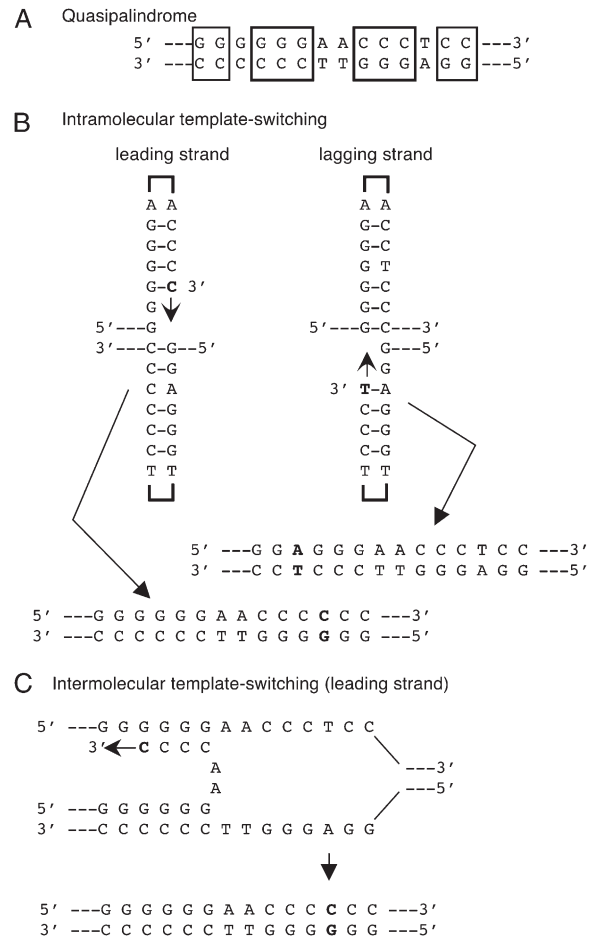 A Quasipalindrome
5′ ---G G G G G G A A C C C T C C---3′
3′ ---C C C C C C T T G G G A G G---5′
B Intramolecular template-switching
leading strand
A A
G–C
G–C
G–C
G–C 3′
G
5′---G
3′---C–G---5′
C–G
C A
C–G
C–G
C–G
T T
lagging strand
A A
G–C
G–C
G T
G–C
G–C
5′---G–C---3′
G---5′
G
3′ T–A
C–G
C–G
C–G
T T
5′ ---G G A G G G A A C C C T C C ---3′
3′ ---C C T C C C T T G G G A G G ---5′
5′ ---G G G G G G A A C C C C C C ---3′
3′ ---C C C C C C T T G G G G G G ---5′
C Intermolecular template-switching (leading strand)
5′ ---G G G G G G A A C C C T C C
3′ C C C C
A
A
---3′
---5′
5′ ---G G G G G G
3′ ---C C C C C C T T G G G A G G
5′ ---G G G G G G A A C C C C C C ---3′
3′ ---C C C C C C T T G G G G G G ---5′